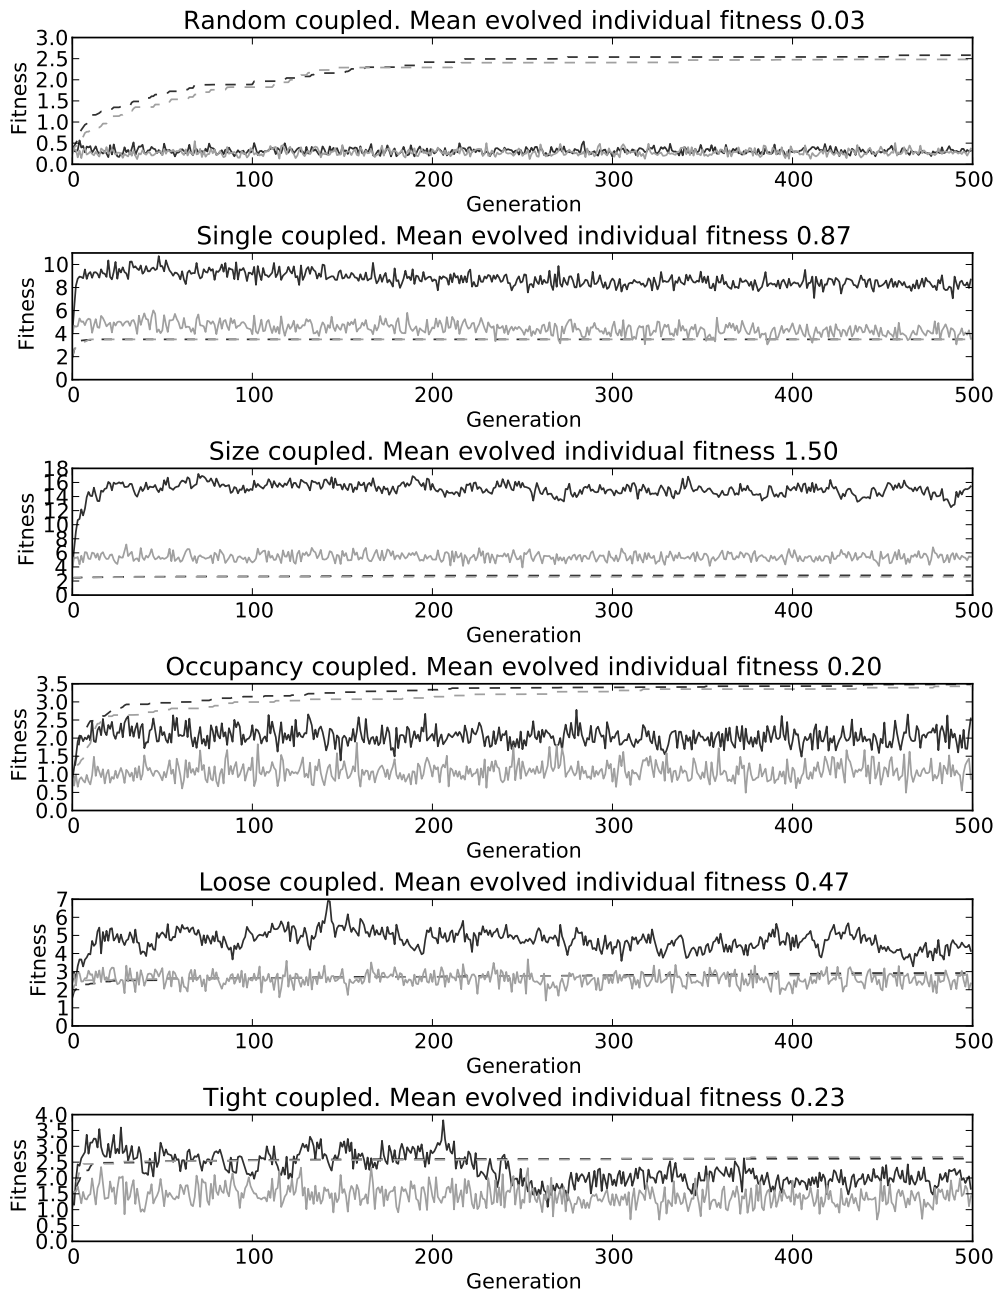 Random coupled. Mean evolved individual fitness 0.03
3.0
2.5
2.0
1.5
1.0
0.5
0.0
Fitness
0 100 200 300 400 500
Generation
Single coupled. Mean evolved individual fitness 0.87
10
8
6
4
2
0
Fitness
0 100 200 300 400 500
Generation
Size coupled. Mean evolved individual fitness 1.50
18
16
14
12
10
8
6
4
2
0
Fitness
0 100 200 300 400 500
Generation
Occupancy coupled. Mean evolved individual fitness 0.20
3.5
3.0
2.5
2.0
1.5
1.0
0.5
0.0
Fitness
0 100 200 300 400 500
Generation
Loose coupled. Mean evolved individual fitness 0.47
7
6
5
4
3
2
1
0
Fitness
0 100 200 300 400 500
Generation
Tight coupled. Mean evolved individual fitness 0.23
4.0
3.5
3.0
2.5
2.0
1.5
1.0
0.5
0.0
Fitness
0 100 200 300 400 500
Generation